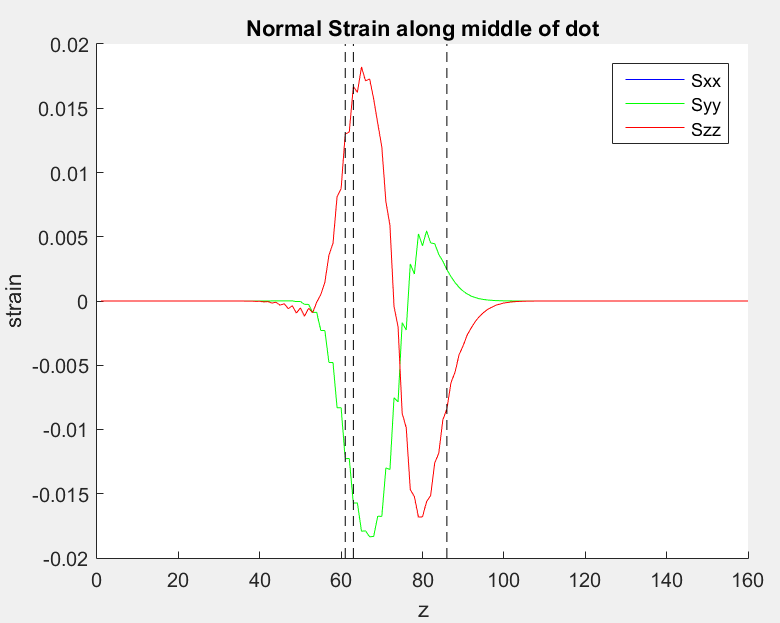 Normal Strain along middle of dot
0.02
0.015
0.01
0.005
0
-0.005
-0.01
-0.015
-0.02
strain
Sxx
Syy
Szz
0 20 40 60 80 100 120 140 160
z